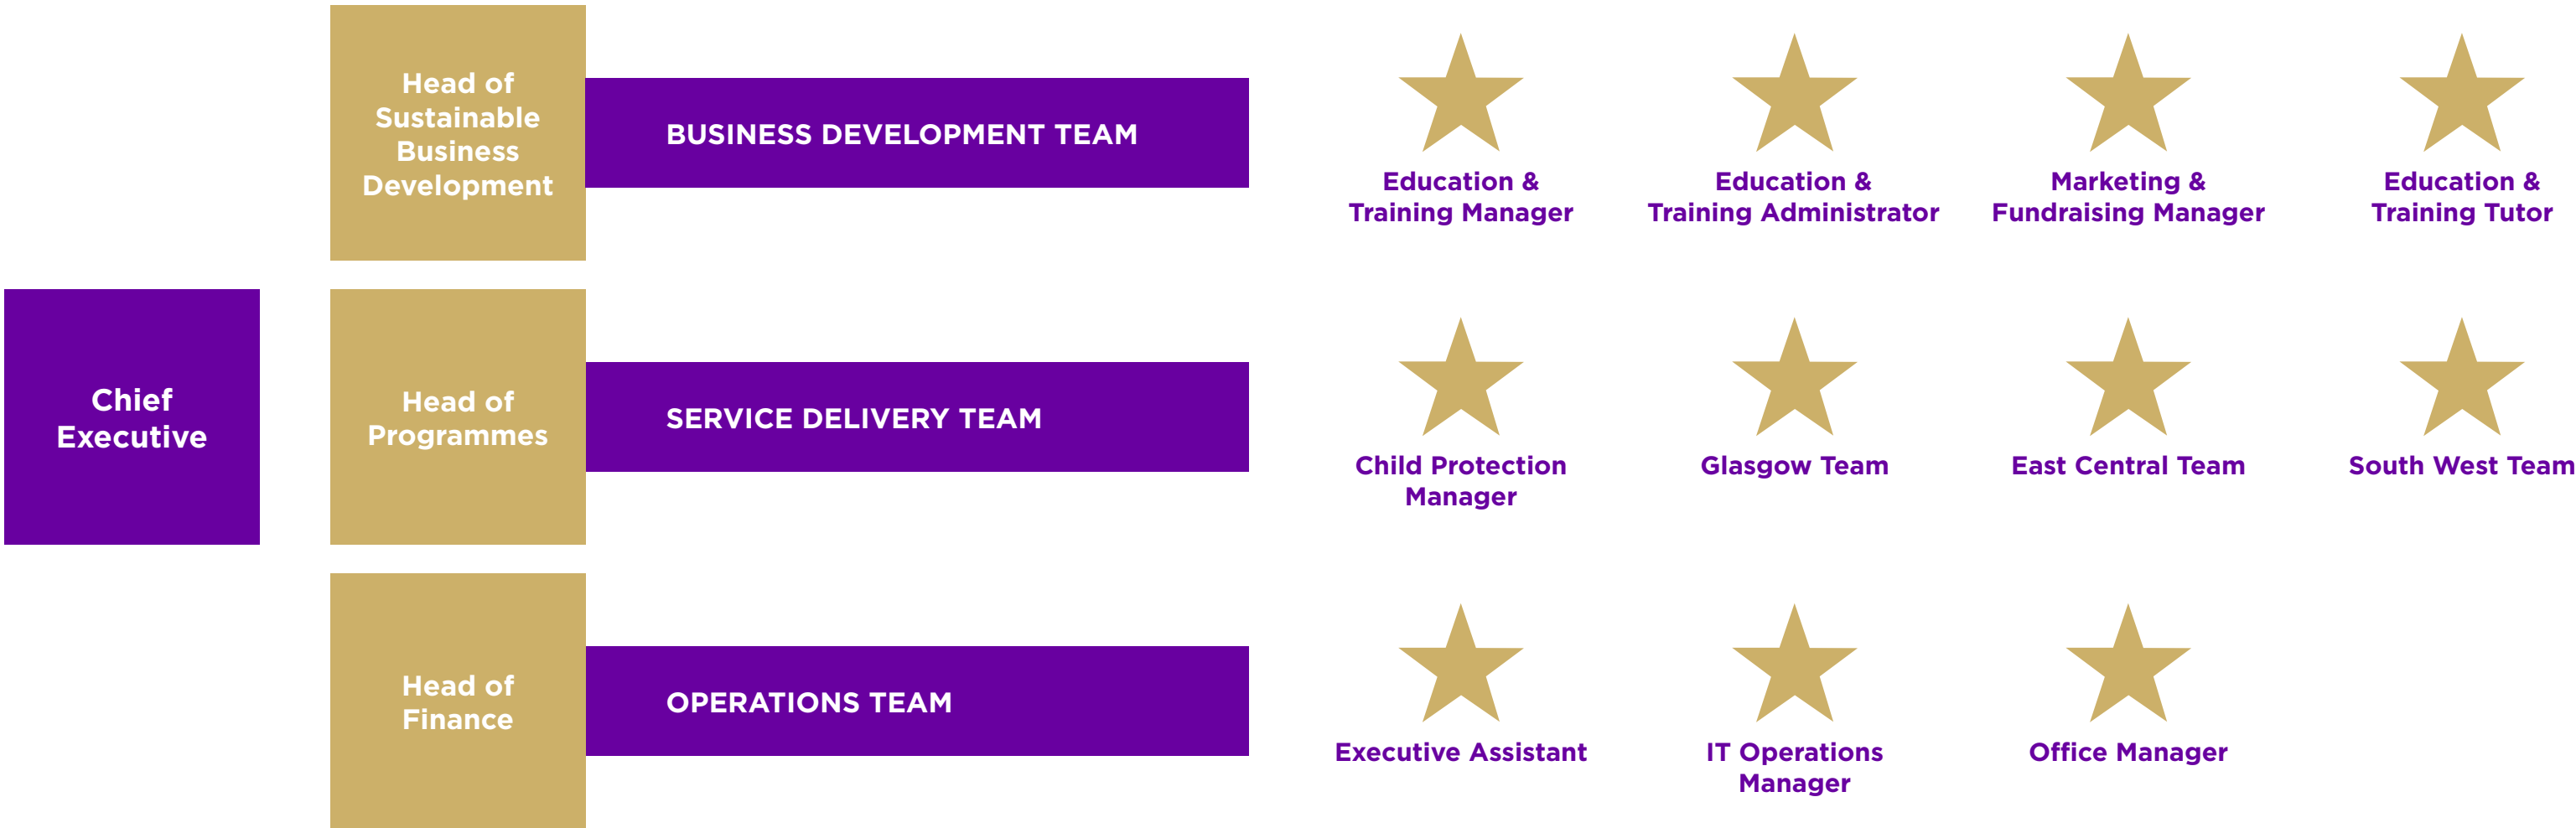 Head of
Sustainable
Business
Development
BUSINESS DEVELOPMENT TEAM
Education &
Training Manager
Education &
Training Administrator
Marketing &
Fundraising Manager
Education &
Training Tutor
Chief
Executive
Head of
Programmes
SERVICE DELIVERY TEAM
Child Protection
Manager
Glasgow Team
East Central Team
South West Team
Head of
Finance
OPERATIONS TEAM
Executive Assistant
IT Operations
Manager
Office Manager